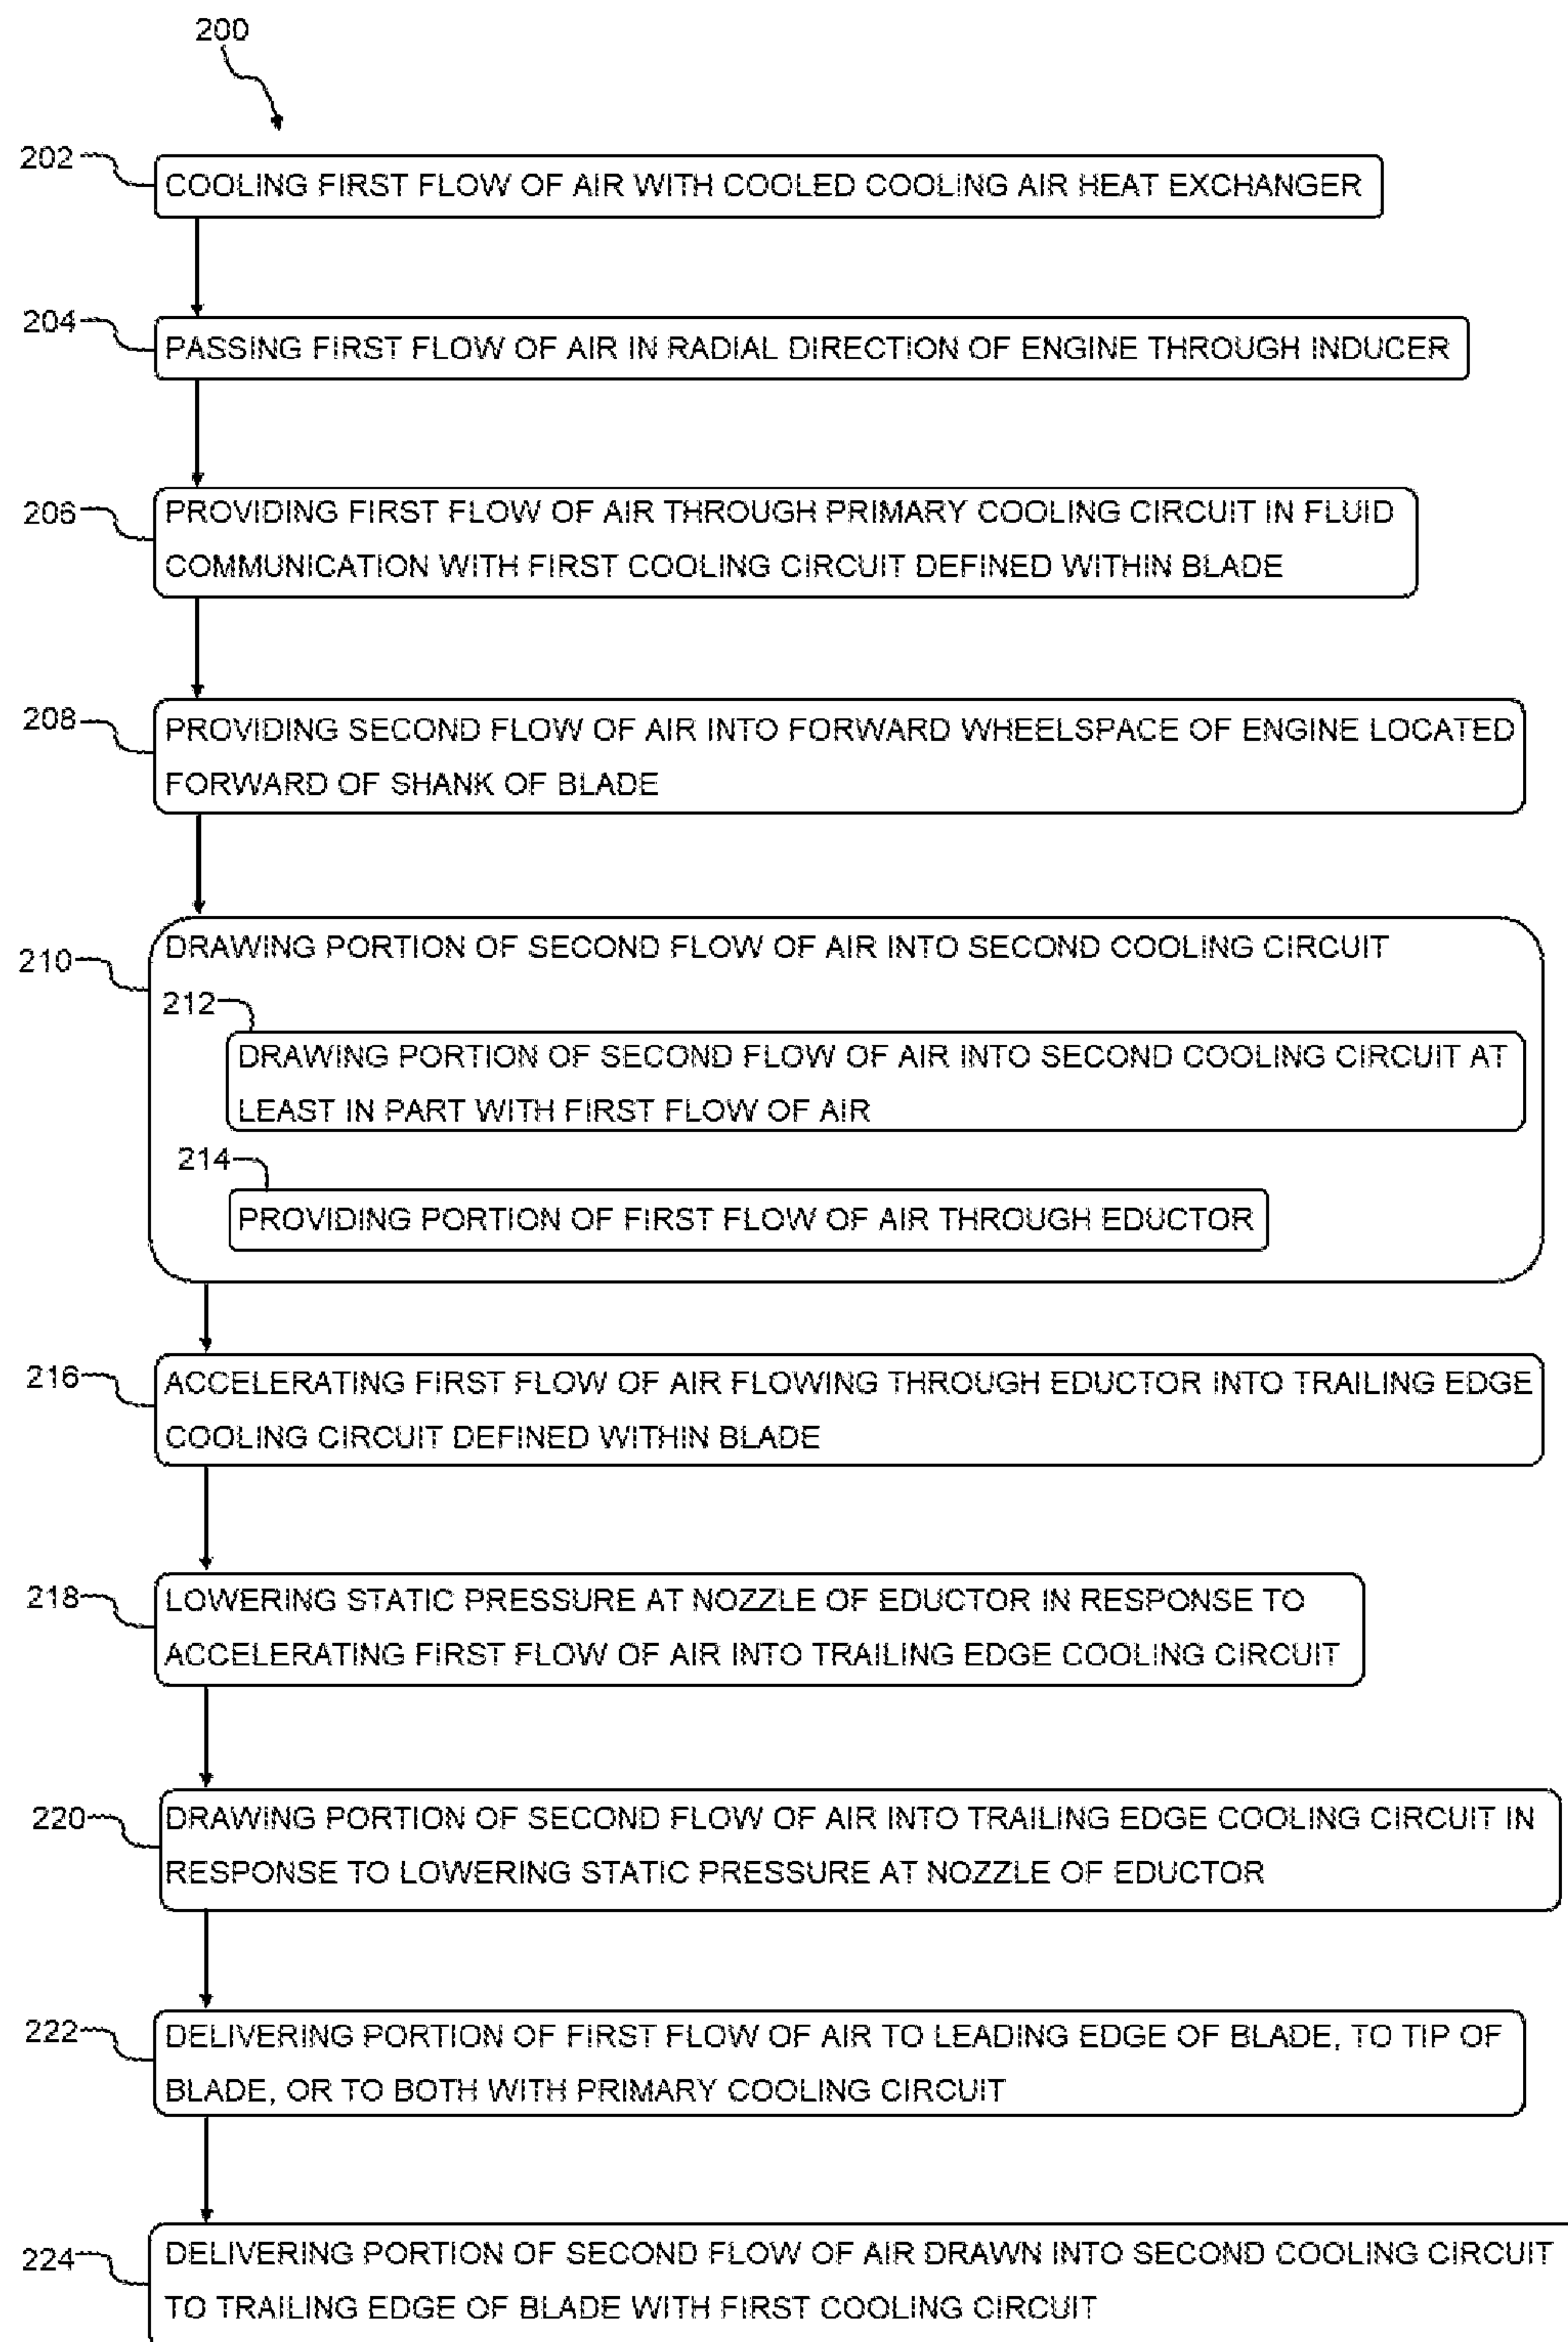 200
202
COOLING FIRST FLOW OF AIR WITH COOLED COOLING AIR HEAT EXCHANGER
204
PASSING FIRST FLOW OF AIR IN RADIAL DIRECTION OF ENGINE THROUGH INDUCER
206
PROVIDING FIRST FLOW OF AIR THROUGH PRIMARY COOLING CIRCUIT IN FLUID
COMMUNICATION WITH FIRST COOLING CIRCUIT DEFINED WITHIN BLADE
208
PROVIDING SECOND FLOW OF AIR INTO FORWARD WHEELSPACE OF ENGINE LOCATED
FORWARD OF SHANK OF BLADE
210
DRAWING PORTION OF SECOND FLOW OF AIR INTO SECOND COOLING CIRCUIT
212
DRAWING PORTION OF SECOND FLOW OF AIR INTO SECOND COOLING CIRCUIT AT
LEAST IN PART WITH FIRST FLOW OF AIR
214
PROVIDING PORTION OF FIRST FLOW OF AIR THROUGH EDUCTOR
216
ACCELERATING FIRST FLOW OF AIR FLOWING THROUGH EDUCTOR INTO TRAILING EDGE
COOLING CIRCUIT DEFINED WITHIN BLADE
218
LOWERING STATIC PRESSURE AT NOZZLE OF EDUCTOR IN RESPONSE TO
ACCELERATING FIRST FLOW OF AIR INTO TRAILING EDGE COOLING CIRCUIT
220
DRAWING PORTION OF SECOND FLOW OF AIR INTO TRAILING EDGE COOLING CIRCUIT IN
RESPONSE TO LOWERING STATIC PRESSURE AT NOZZLE OF EDUCTOR
222
DELIVERING PORTION OF FIRST FLOW OF AIR TO LEADING EDGE OF BLADE, TO TIP OF
BLADE, OR TO BOTH WITH PRIMARY COOLING CIRCUIT
224
DELIVERING PORTION OF SECOND FLOW OF AIR DRAWN INTO SECOND COOLING CIRCUIT
TO TRAILING EDGE OF BLADE WITH FIRST COOLING CIRCUIT